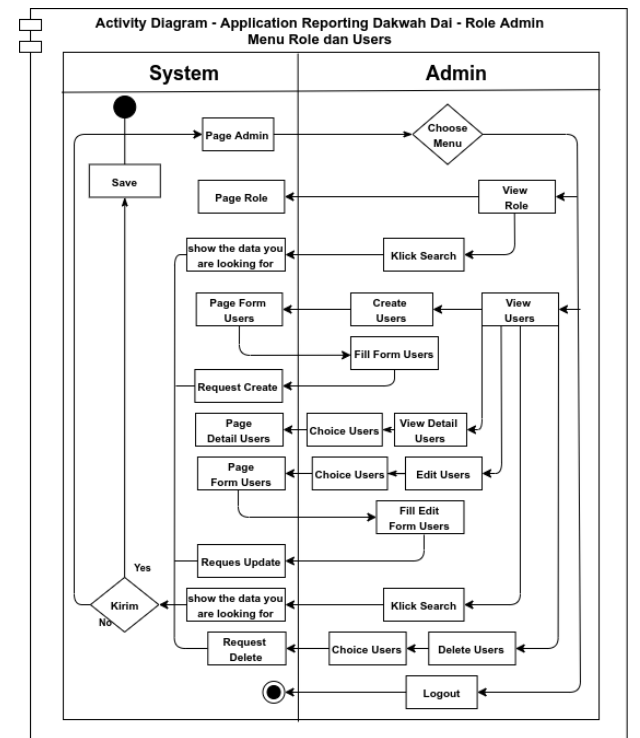 Activity Diagram - Application Reporting Dakwah Dai - Role Admin
Menu Role dan Users
System
Admin
Page Admin
Choose
Menu
Save
Page Role
View
Role
show the data you
are looking for
Klick Search
Page Form
Users
Create
Users
View
Users
Fill Form Users
Request Create
Page
Detail Users
Choice Users
View Detail
Users
Page
Form Users
Choice Users
Edit Users
Fill Edit
Form Users
Reques Update
Yes
Kirim
No
show the data you
are looking for
Klick Search
Request
Delete
Choice Users
Delete Users
Logout